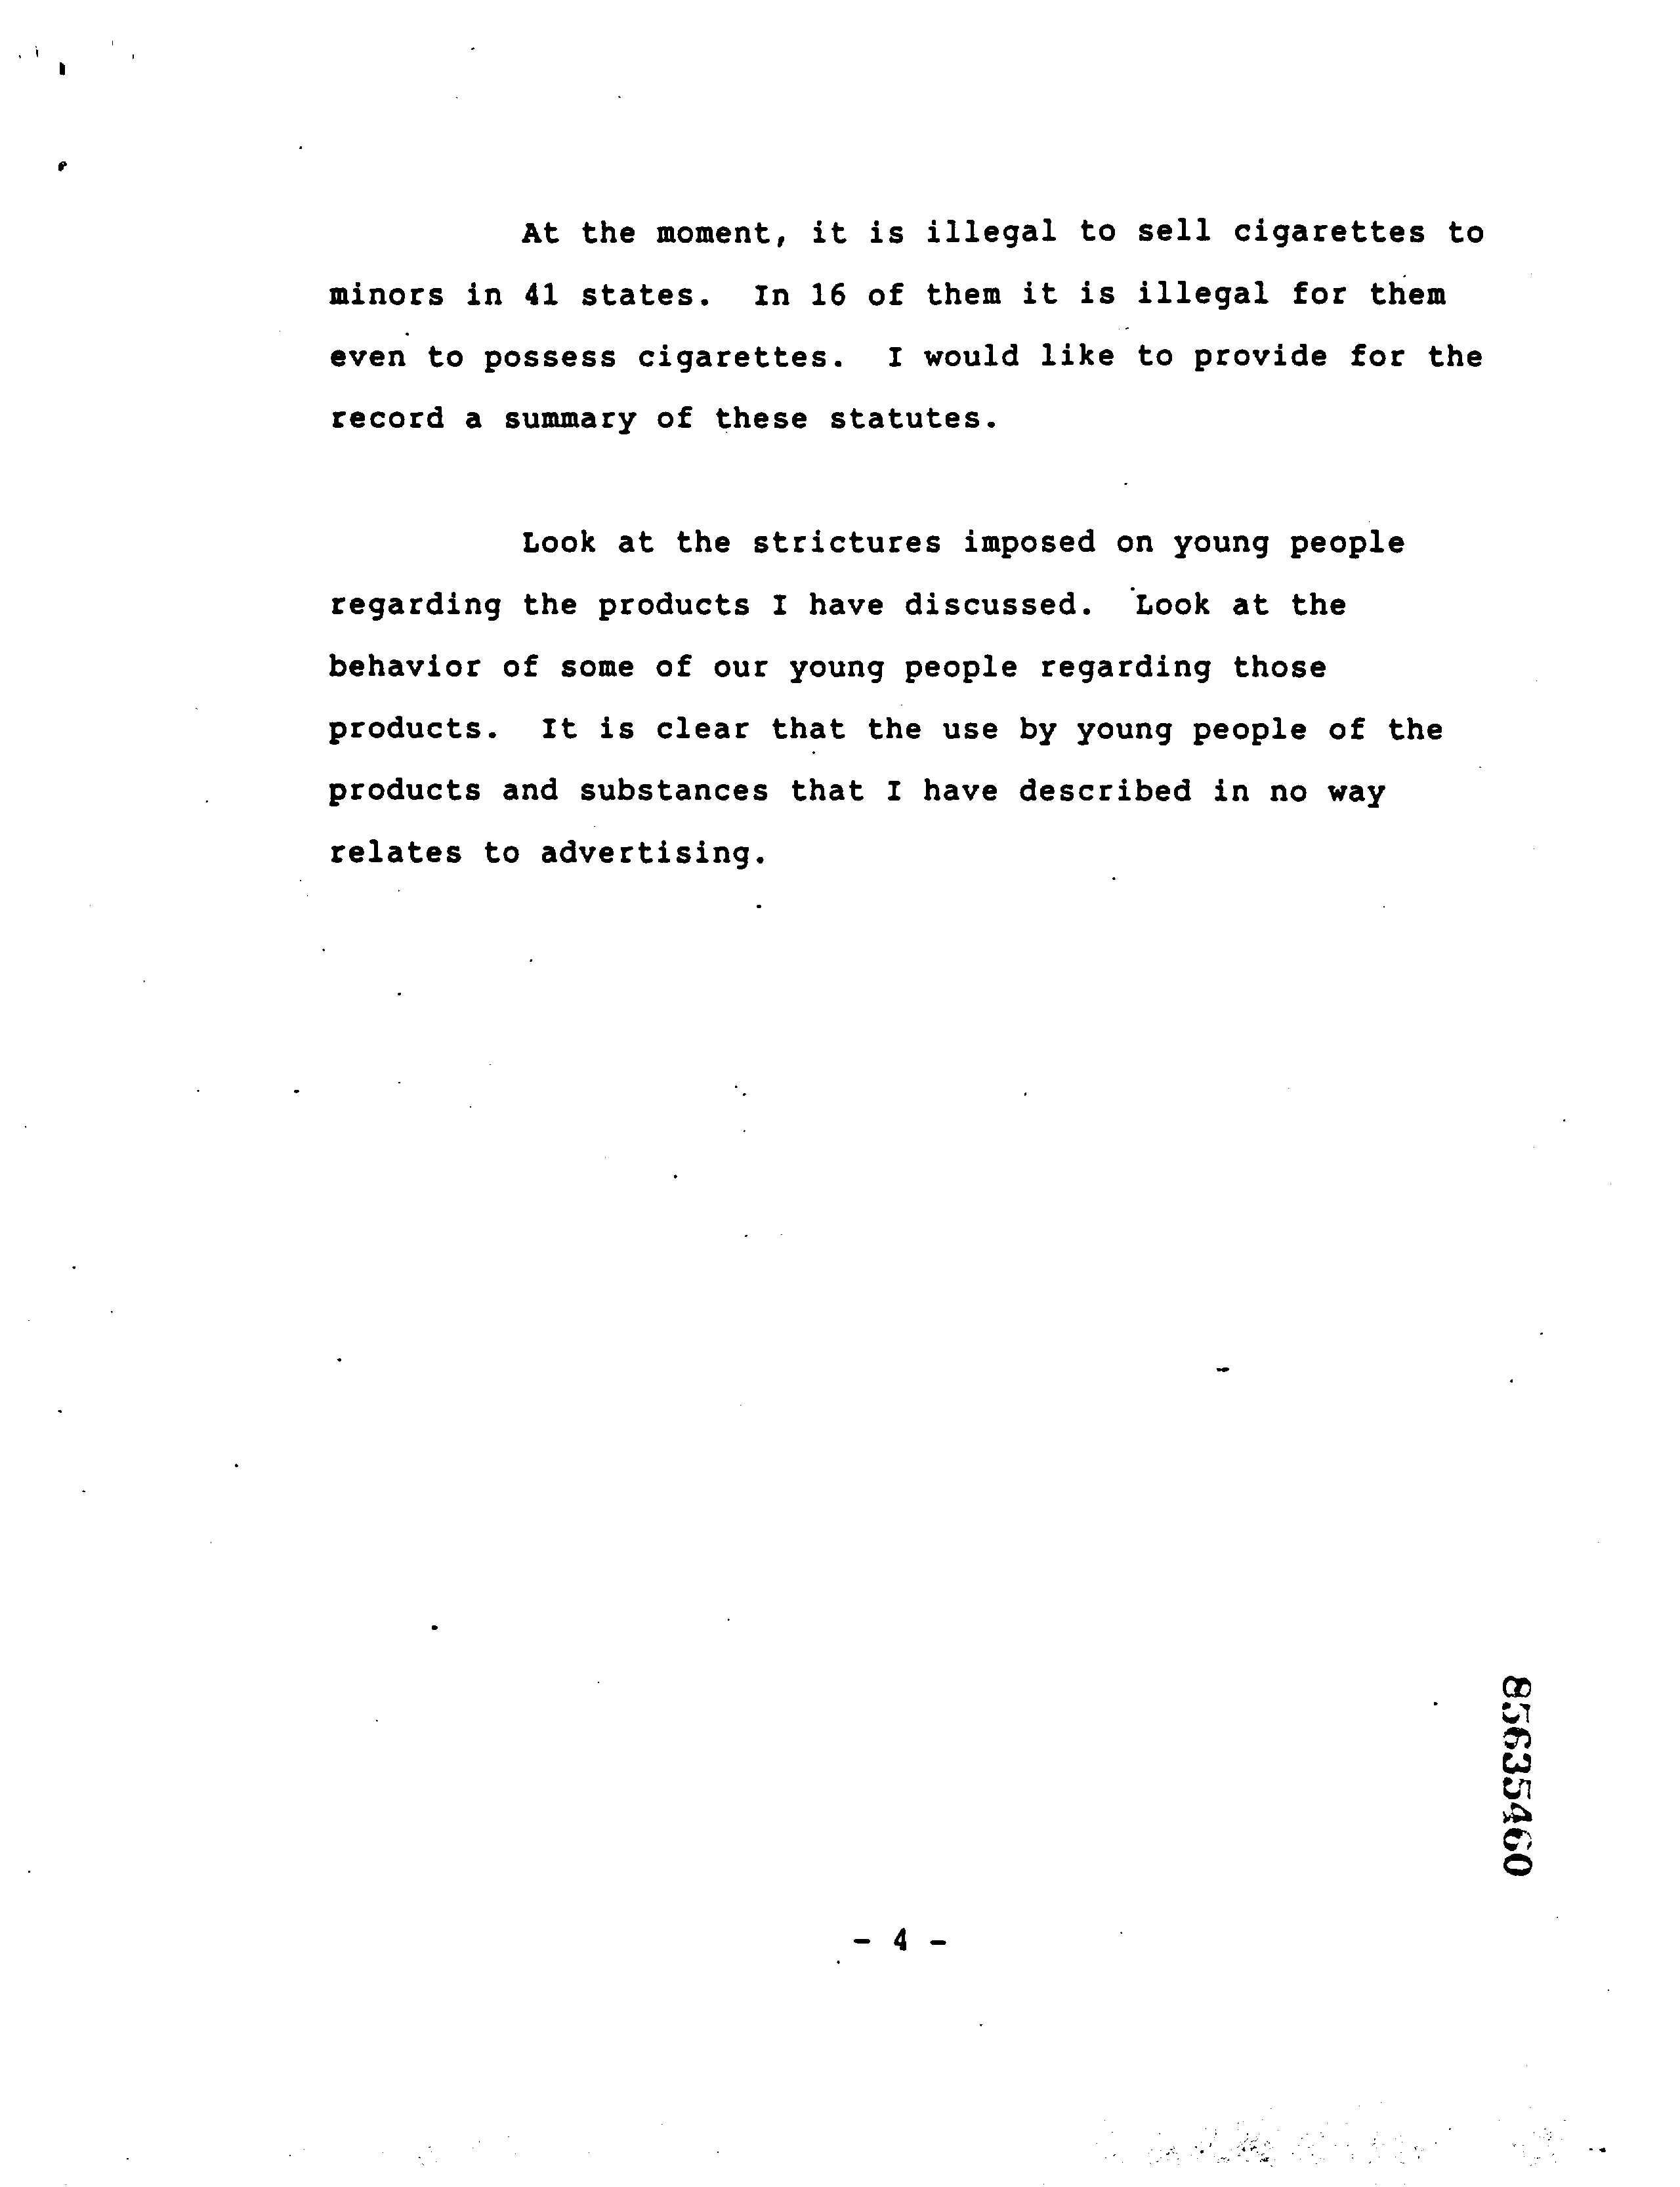 At the moment, it is illegal to sell cigarettes to
minors in 41 states. In 16 of them it is illegal for them
even to possess cigarettes. I would like to provide for the
record a summary of these statutes.
Look at the strictures imposed on young people
regarding the products I have discussed. Look at the
behavior of some of our young people regarding those
products. It is clear that the use by young people of the
products and substances that I have described in no way
relates to advertising.
85635460
- 4 -